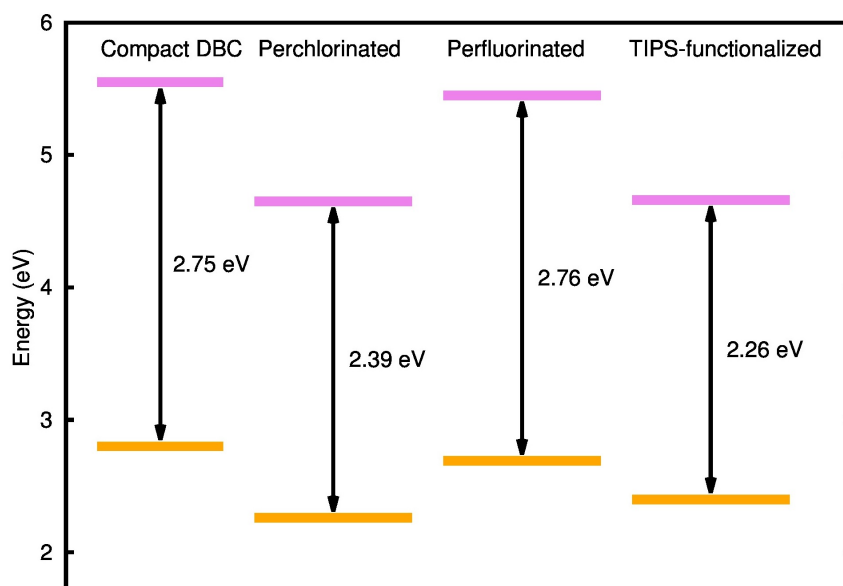 6
Compact DBC
Perchlorinated
Perfluorinated
TIPS-functionalized
5
2.75 eV
2.76 eV
4
Energy (eV)
2.39 eV
2.26 eV
3
2